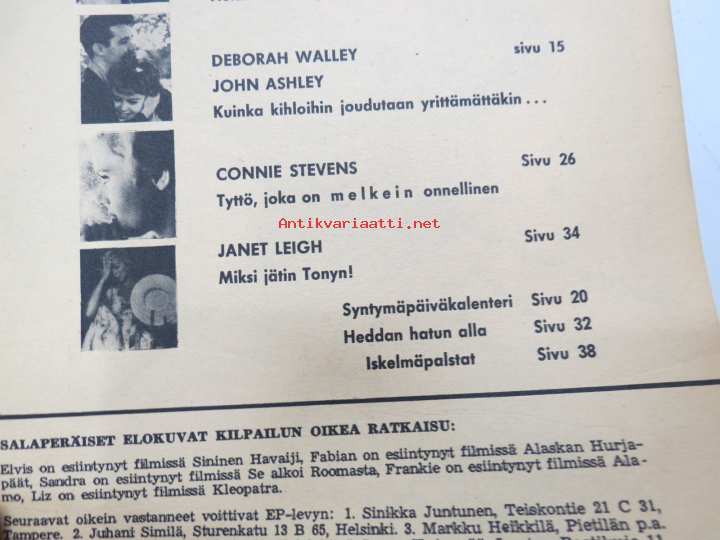 DEBORAH WALLEY sivu 15
JOHN ASHLEY
Kuinka kihloihin joudutaan yrittämättäkin...
CONNIE STEVENS Sivu 26
Tyttö, joka on melkein onnellinen
Antikvariaatti.net
JANET LEIGH Sivu 34
Miksi jätin Tonyn!
Syntymäpäiväkalenteri Sivu 20
Heddan hatun alla Sivu 32
Iskelmäpalstat Sivu 38
SALAPERÄISET ELOKUVAT KILPAILUN OIKEA RATKAISU:
Elvis on esiintynyt filmissä Sininen Havaiji, Fabian on esiintynyt filmissä Alaskan Hurja-
päät, Sandra on esiintynyt filmissä Se alkoi Roomasta, Frankie on esiintynyt filmissä Ala-
mo, Liz on esiintynyt filmissä Kleopatra.
Seuraavat oikein vastanneet voittivat EP-levyn: 1. Sinikka Juntunen, Teiskontie 21 C 31,
Tampere. 2. Juhani Similä, Sturenkatu 13 B 65, Helsinki. 3. Markku Heikkilä, Pietilän p.a.